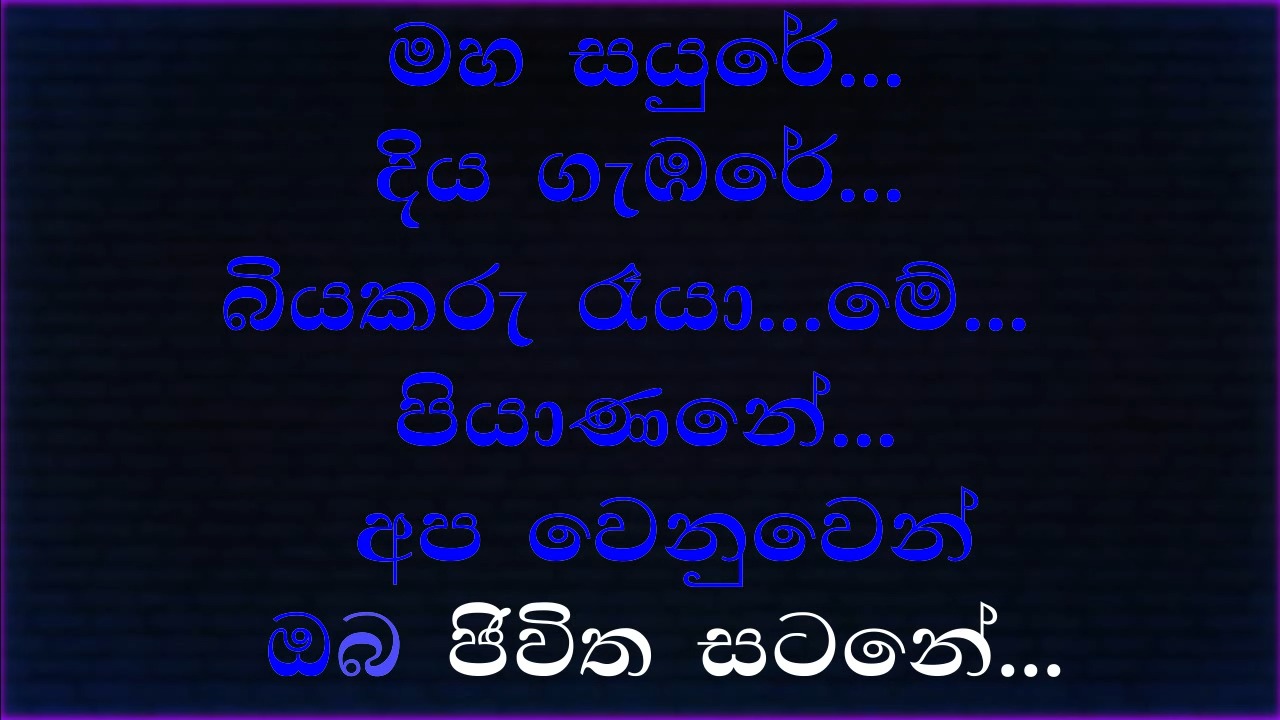 මහ සයුරේ...
දිය ගැඹරේ...
බියකරු රෑයා...මේ...
පියාණනේ...
අප වෙනුවෙන්
ඔබ ජීවිත සටනේ...